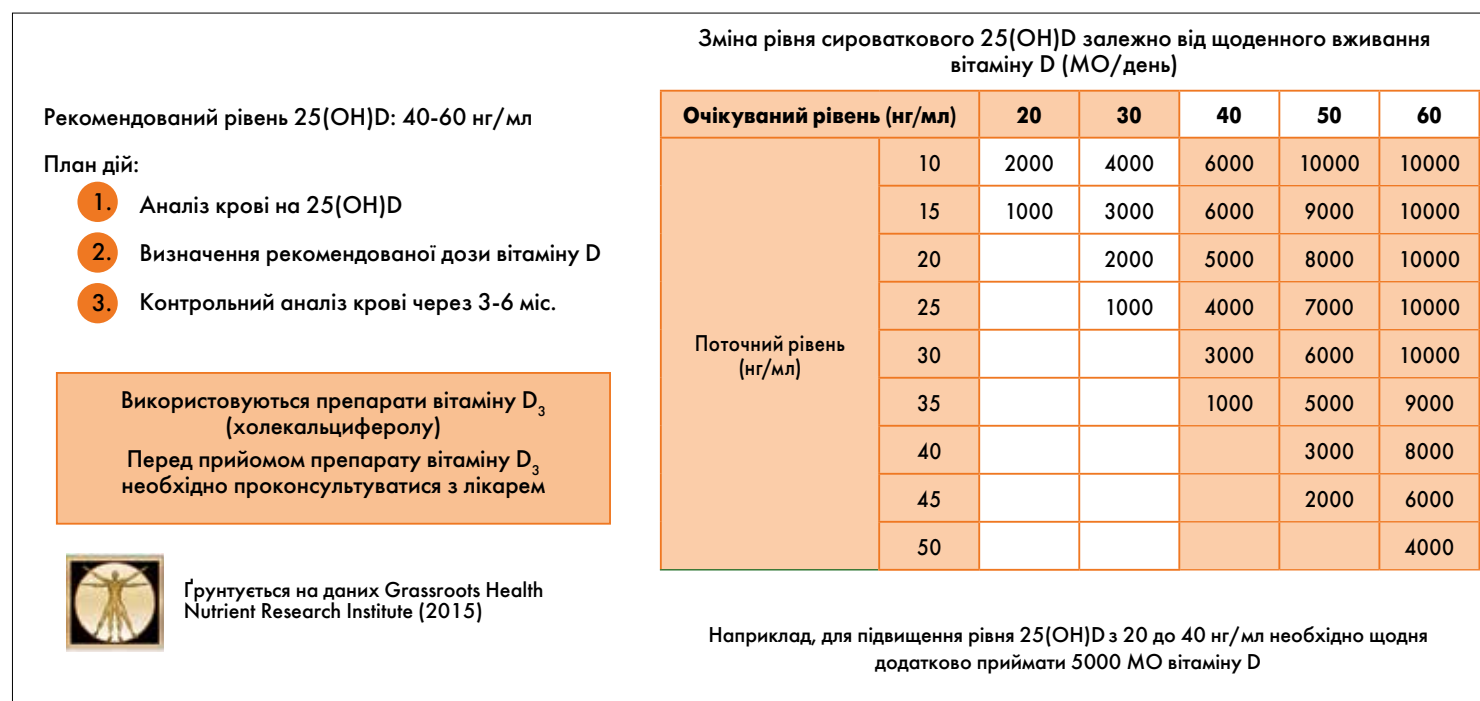 Рекомендований рівень 25(ОН)D: 40-60 нг/мл
План дій:
1. Аналіз крові на 25(ОН)D
2. Визначення рекомендованої дози вітаміну D
3. Контрольний аналіз крові через 3-6 міс.
Використовуються препарати вітаміну D₃
(холекальциферолу)
Перед прийомом препарату вітаміну D₃
необхідно проконсультуватися з лікарем
Ґрунтується на даних Grassroots Health
Nutrient Research Institute (2015)
Зміна рівня сироваткового 25(ОН)D залежно від щоденного вживання
вітаміну D (МО/день)
Очікуваний рівень (нг/мл) 20 30 40 50 60
Поточний рівень
(нг/мл)
10 2000 4000 6000 10000 10000
15 1000 3000 6000 9000 10000
20 2000 5000 8000 10000
25 1000 4000 7000 10000
30 3000 6000 10000
35 1000 5000 9000
40 3000 8000
45 2000 6000
50 4000
Наприклад, для підвищення рівня 25(ОН)D з 20 до 40 нг/мл необхідно щодня
додатково приймати 5000 МО вітаміну D